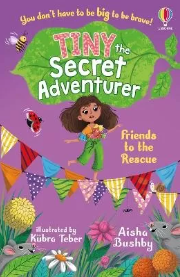 You don't have to be big to be brave!
TINY the
Secret
Adventurer
Friends
to the
Rescue
illustrated by
Kübra Teber
Aisha
Bushby